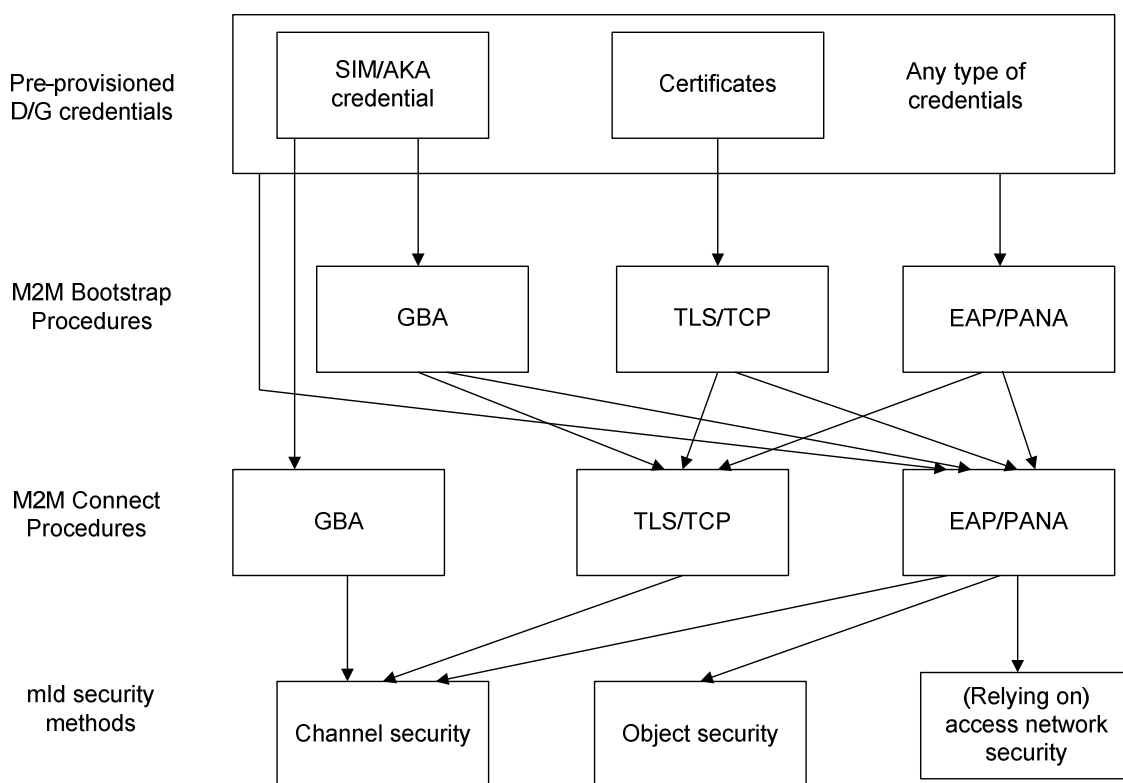 Pre-provisioned
D/G credentials
SIM/AKA
credential
Certificates
Any type of
credentials
M2M Bootstrap
Procedures
GBA
TLS/TCP
EAP/PANA
M2M Connect
Procedures
GBA
TLS/TCP
EAP/PANA
mId security
methods
Channel security
Object security
(Relying on)
access network
security